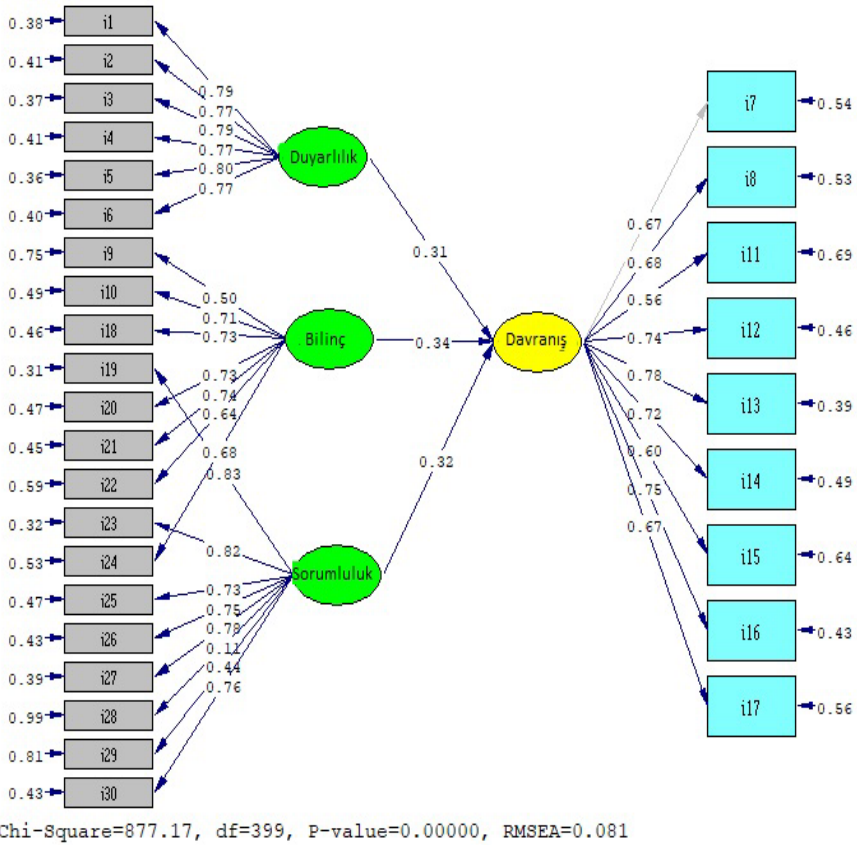 0.38 i1
0.41 i2
0.37 i3
0.41 i4
0.36 i5
0.40 i6
0.75 i9
0.49 i10
0.46 i18
0.31 i19
0.47 i20
0.45 i21
0.59 i22
0.32 i23
0.53 i24
0.47 i25
0.43 i26
0.39 i27
0.99 i28
0.81 i29
0.43 i30
0.79
0.77
0.79
0.77
0.80
0.77
0.50
0.71
0.73
0.73
0.74
0.64
0.68
0.83
0.82
0.73
0.75
0.78
0.11
0.44
0.76
Duyarlılık
Bilinç
Sorumluluk
0.31
0.34
0.32
Davranış
0.67
0.68
0.56
0.74
0.78
0.72
0.60
0.75
0.67
i7 0.54
i8 0.53
i11 0.69
i12 0.46
i13 0.39
i14 0.49
i15 0.64
i16 0.43
i17 0.56
Chi-Square=877.17, df=399, P-value=0.00000, RMSEA=0.081